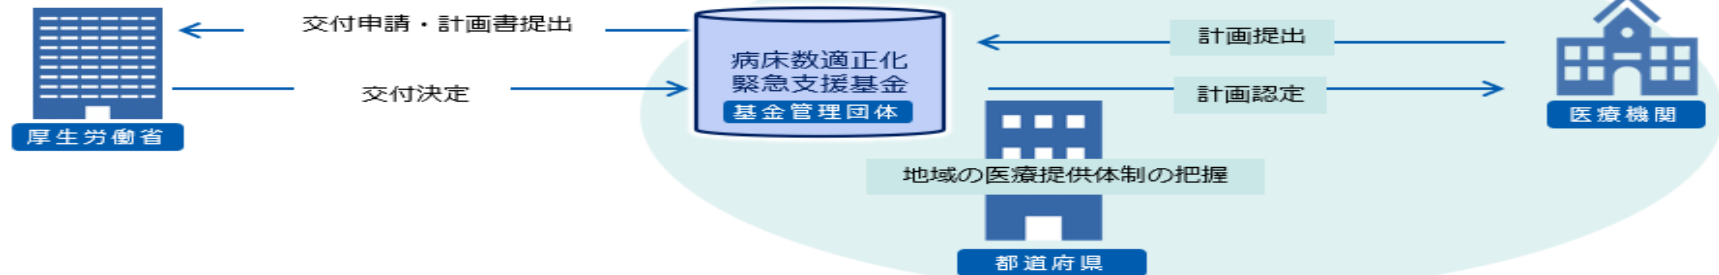 交付申請・計画書提出
計画提出
病床数適正化
緊急支援基金
交付決定
計画認定
基金管理団体
医療機関
厚生労働省
地域の医療提供体制の把握
都道府県